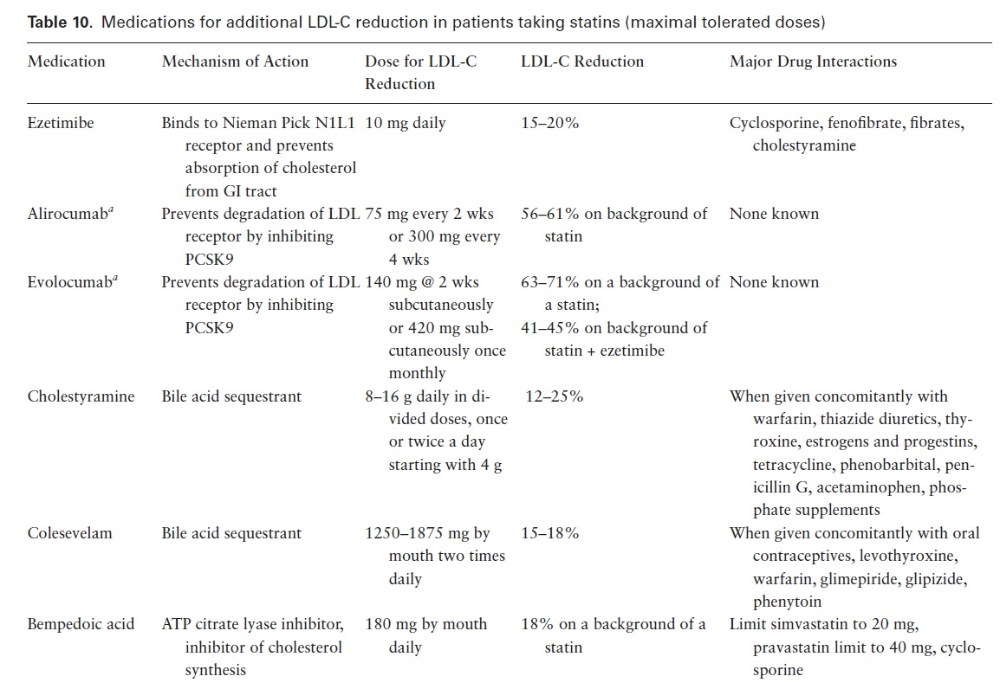 Table 10. Medications for additional LDL-C reduction in patients taking statins (maximal tolerated doses)
Medication
Mechanism of Action
Dose for LDL-C
Reduction
LDL-C Reduction
Major Drug Interactions
Ezetimibe
Binds to Nieman Pick N1L1
receptor and prevents
absorption of cholesterol
from GI tract
10 mg daily
15–20%
Cyclosporine, fenofibrate, fibrates,
cholestyramine
Alirocumabᵃ
Prevents degradation of LDL
receptor by inhibiting
PCSK9
75 mg every 2 wks
or 300 mg every
4 wks
56–61% on background of
statin
None known
Evolocumabᵃ
Prevents degradation of LDL
receptor by inhibiting
PCSK9
140 mg @ 2 wks
subcutaneously
or 420 mg sub-
cutaneously once
monthly
63–71% on a background of
a statin;
41–45% on background of
statin + ezetimibe
None known
Cholestyramine
Bile acid sequestrant
8–16 g daily in di-
vided doses, once
or twice a day
starting with 4 g
12–25%
When given concomitantly with
warfarin, thiazide diuretics, thy-
roxine, estrogens and progestins,
tetracycline, phenobarbital, pen-
icillin G, acetaminophen, phos-
phate supplements
Colesevelam
Bile acid sequestrant
1250–1875 mg by
mouth two times
daily
15–18%
When given concomitantly with oral
contraceptives, levothyroxine,
warfarin, glimepiride, glipizide,
phenytoin
Bempedoic acid
ATP citrate lyase inhibitor,
inhibitor of cholesterol
synthesis
180 mg by mouth
daily
18% on a background of a
statin
Limit simvastatin to 20 mg,
pravastatin limit to 40 mg, cyclo-
sporine